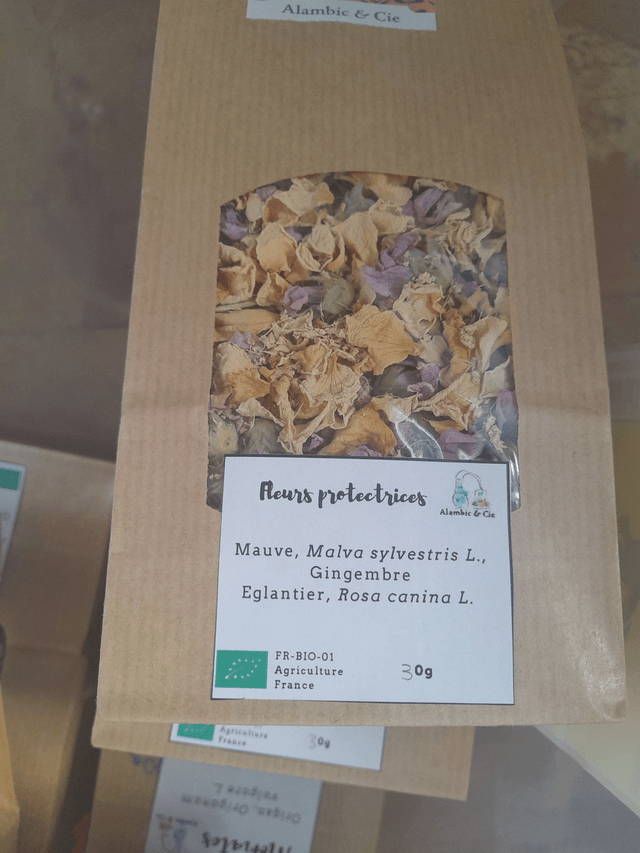 Alambic & Cie
fleurs protectrices
Alambic & Cie
Mauve, Malva sylvestris L.,
Gingembre
Eglantier, Rosa canina L.
FR-BIO-01
Agriculture
France
30g
Agriculture
France
30g
Origan, Origanum
vulgare L